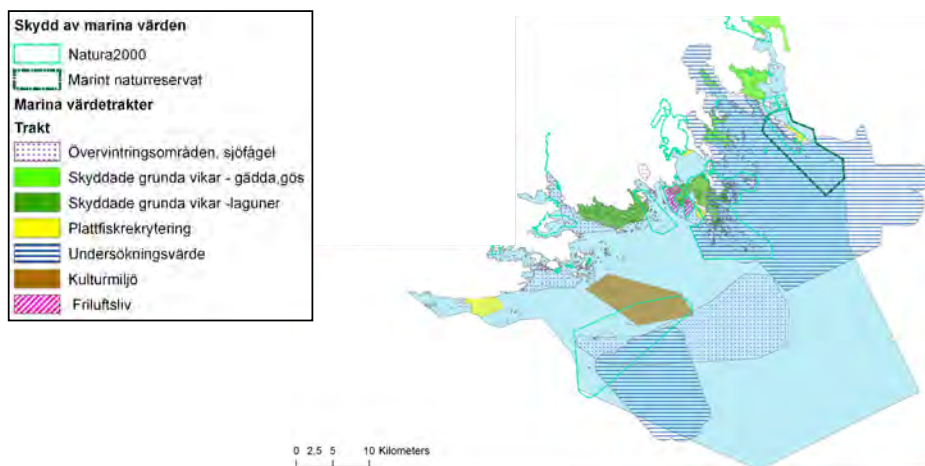 Skydd av marina värden
Natura2000
Marint naturreservat
Marina värdetrakter
Trakt
Övervintringsområden, sjöfågel
Skyddade grunda vikar - gädda,gös
Skyddade grunda vikar -laguner
Plattfiskrekrytering
Undersökningsvärde
Kulturmiljö
Friluftsliv
0 2.5 5 10 Kilometers